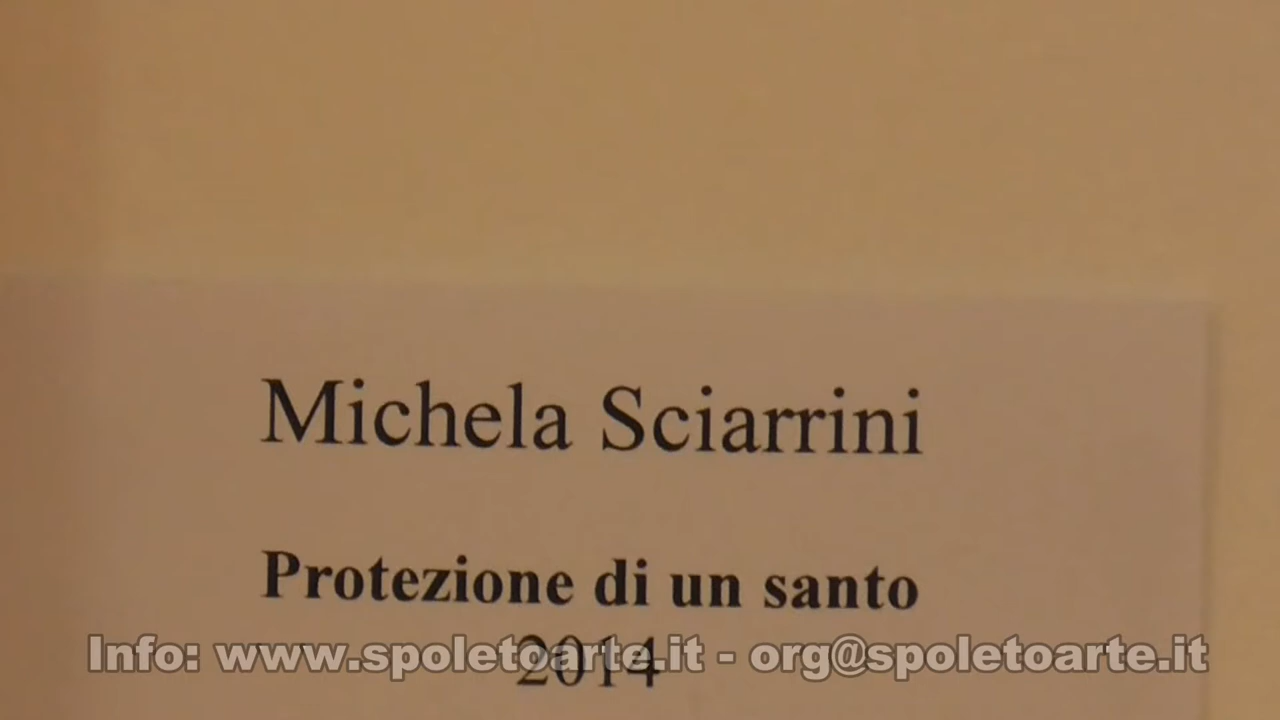 Michela Sciarrini
Protezione di un santo
2014
Info: www.spoletoarte.it - org@spoletoarte.it